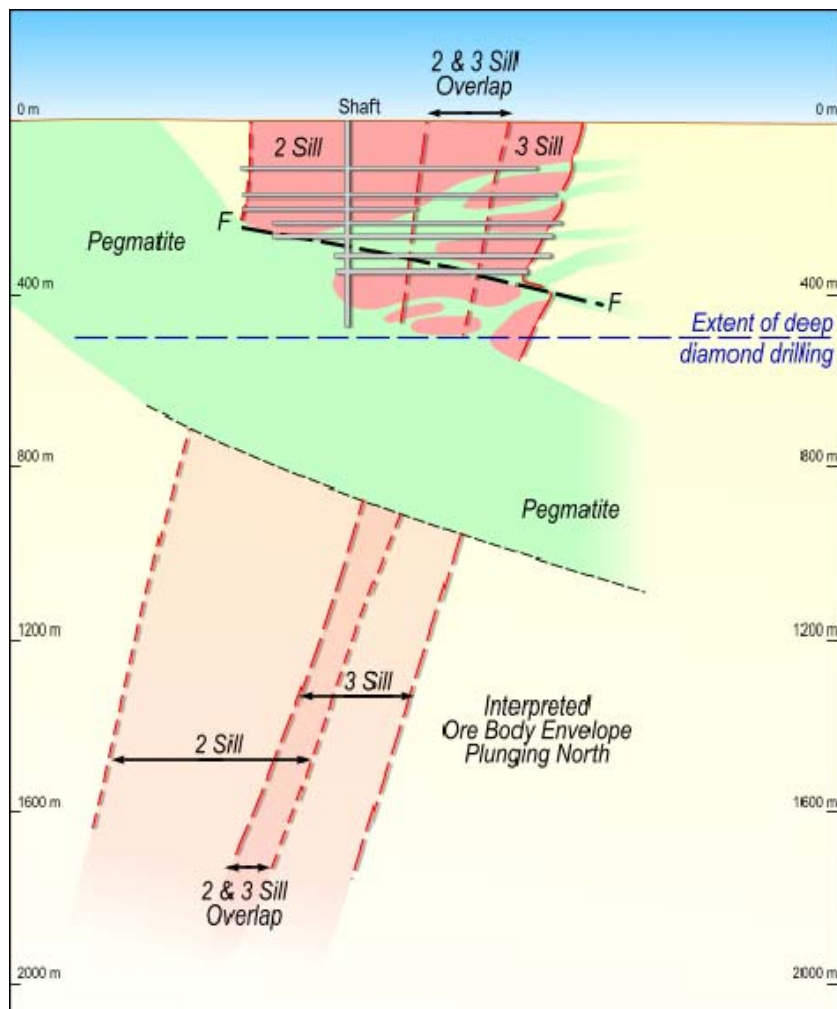 2 & 3 Sill
Overlap
0 m
Shaft
0 m
2 Sill
3 Sill
F
Pegmatite
400 m
400 m
F
Extent of deep
diamond drilling
800 m
800 m
Pegmatite
1200 m
1200 m
3 Sill
Interpreted
Ore Body Envelope
Plunging North
2 Sill
1600 m
1600 m
2 & 3 Sill
Overlap
2000 m
2000 m